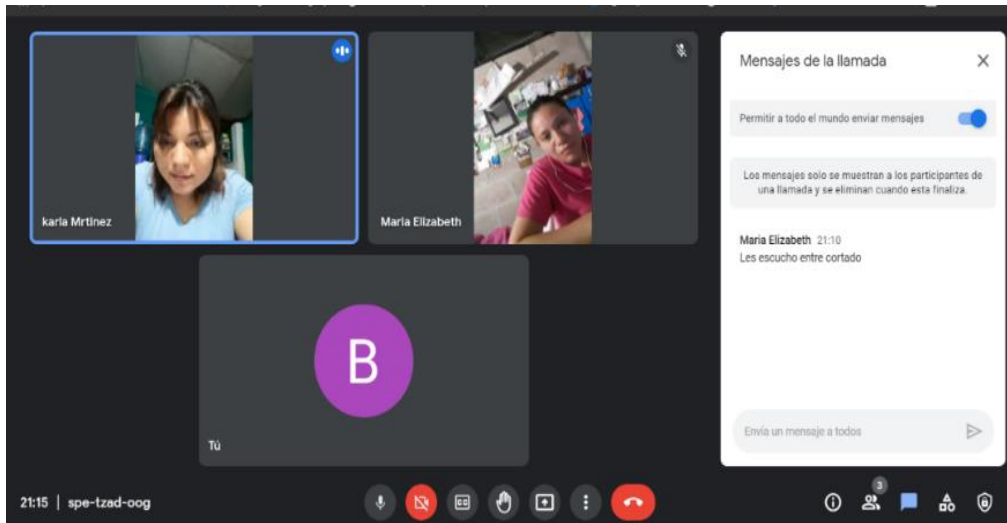 karla Mrtinez
Maria Elizabeth
B
Tú
Mensajes de la llamada
Permitir a todo el mundo enviar mensajes
Los mensajes solo se muestran a los participantes de
una llamada y se eliminan cuando esta finaliza.
Maria Elizabeth 21:10
Les escucho entre cortado
Envía un mensaje a todos
21:15 | spe-tzad-oog
CC
3